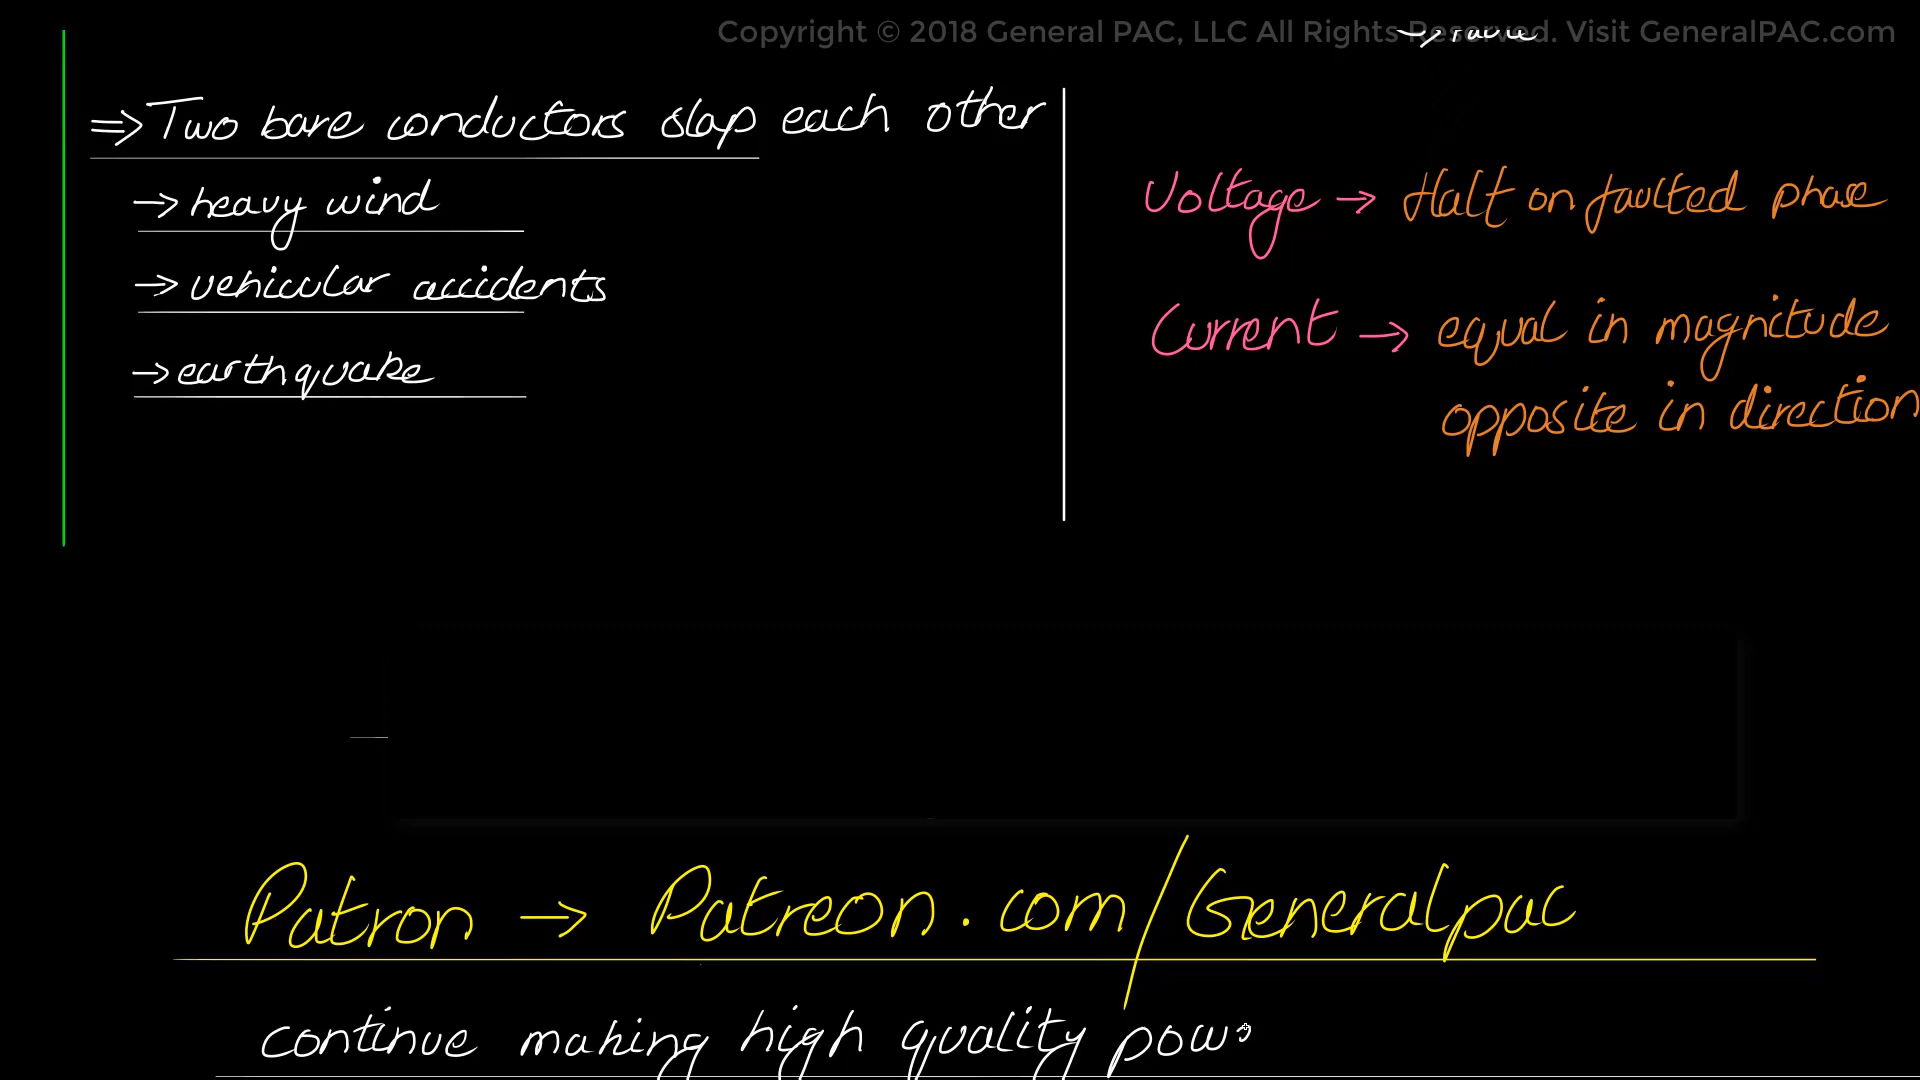 Copyright © 2018 General PAC, LLC All Rights Reserved. Visit GeneralPAC.com
⇒ Two bare conductors slap each other
→ heavy wind
→ vehicular accidents
→ earthquake
Voltage → Half on faulted phase
Current → equal in magnitude
opposite in direction
Patron → Patreon.com/Generalpac
continue making high quality pow